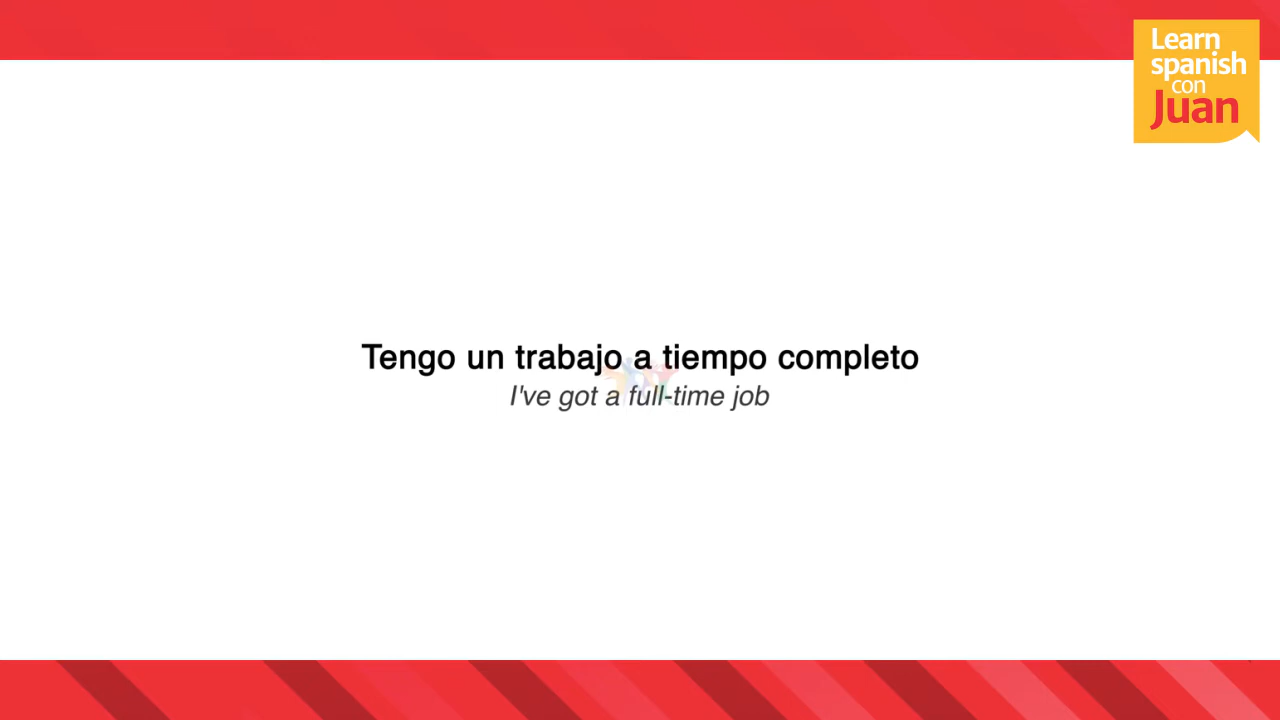 Learn
spanish
con
Juan
Tengo un trabajo a tiempo completo
I've got a full-time job